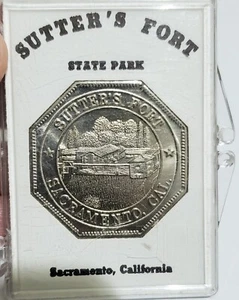 SUTTER'S FORT
STATE PARK
SUTTER'S FORT
SACRAMENTO, CAL.
Sacramento, California